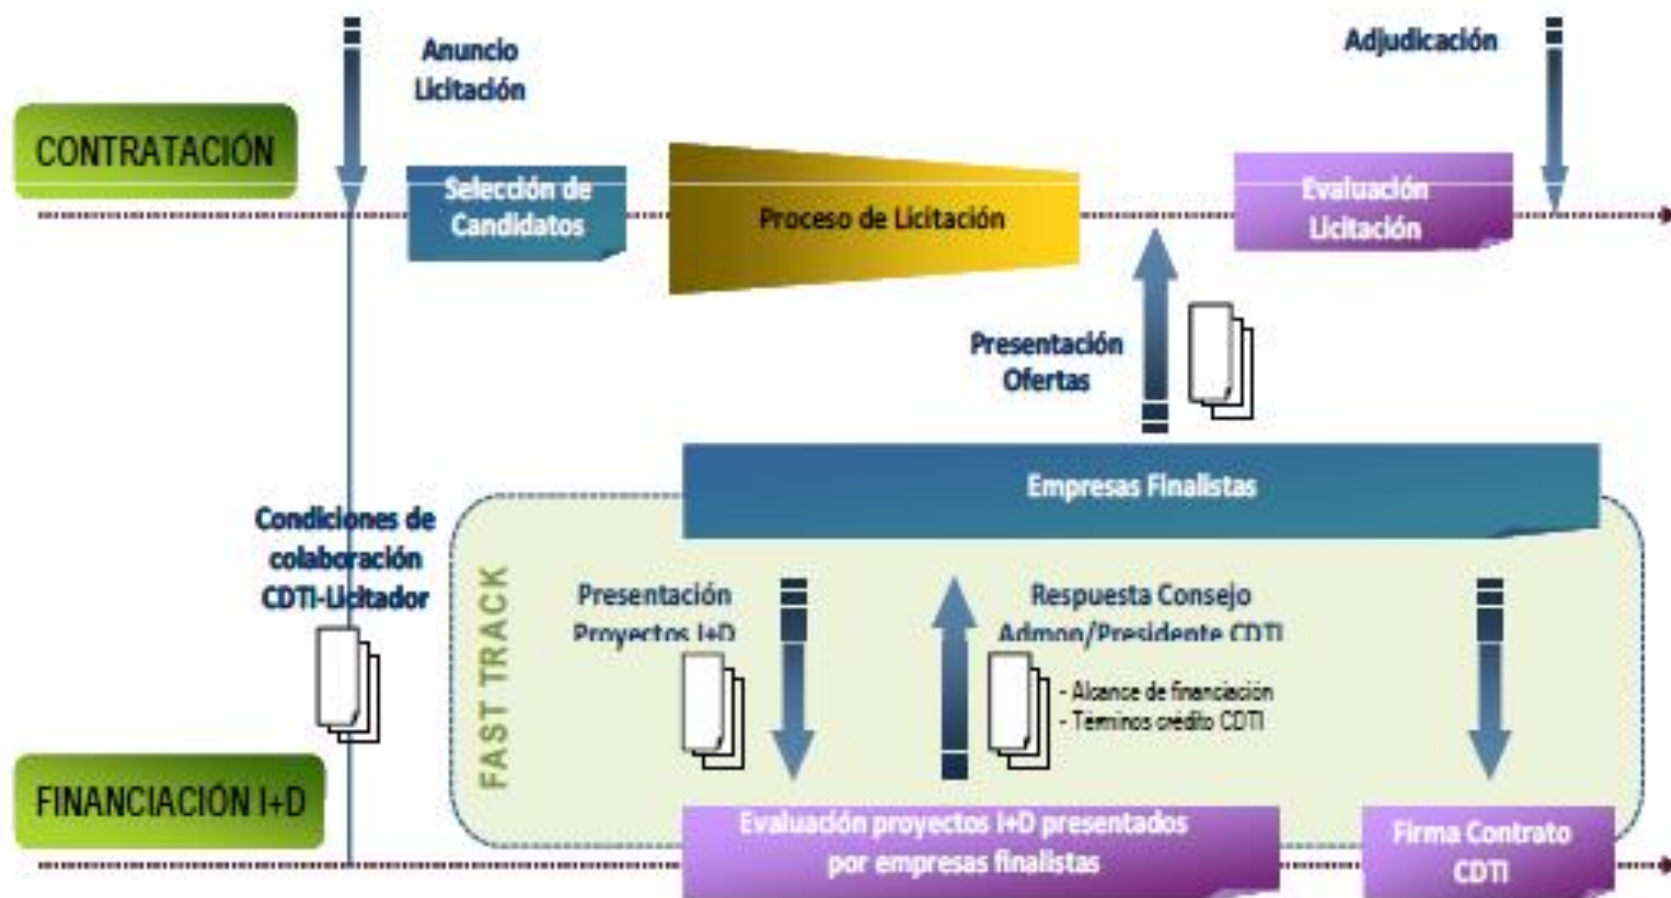 Anuncio
Licitación
Adjudicación
CONTRATACIÓN
Selección de
Candidatos
Proceso de Licitación
Evaluación
Licitación
Presentación
Ofertas
Empresas Finalistas
Condiciones de
colaboración
CDTI-Licitador
FAST TRACK
Presentación
Proyectos I+D
Respuesta Consejo
Admon/Presidente CDTI
- Alcance de financiación
- Términos crédito CDTI
FINANCIACIÓN I+D
Evaluación proyectos I+D presentados
por empresas finalistas
Firma Contrato
CDTI